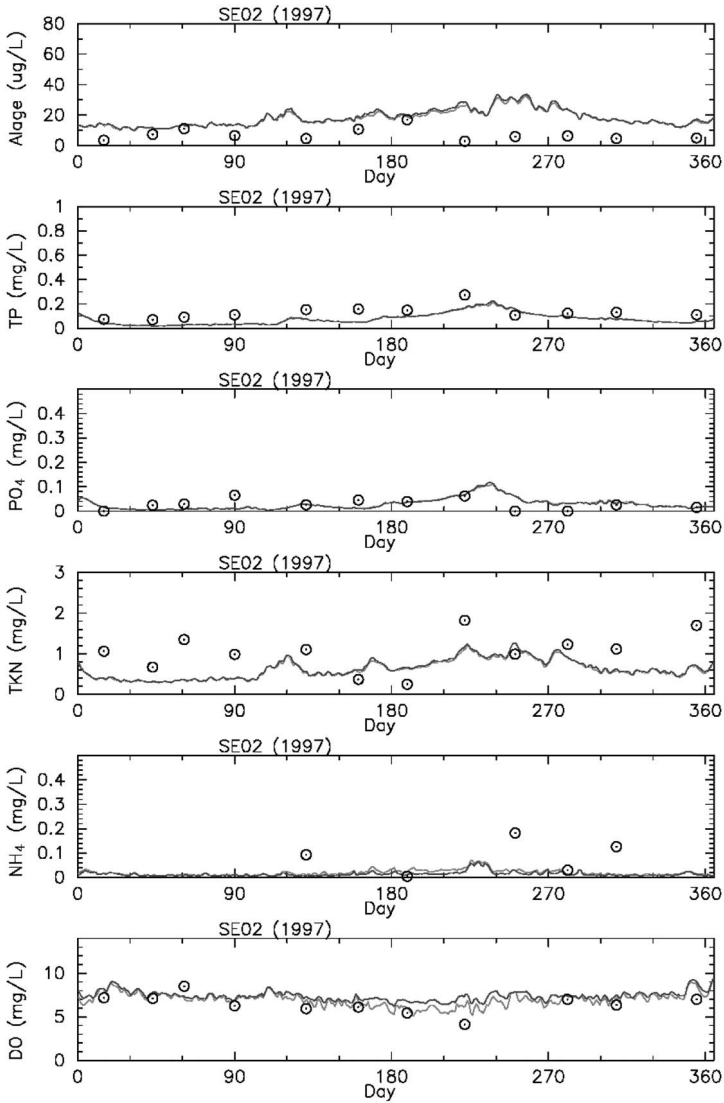 SE02 (1997)
80
60
40
20
0
Alage (ug/L)
0 90 180 270 360
Day
SE02 (1997)
1
0.8
0.6
0.4
0.2
0
TP (mg/L)
0 90 180 270 360
Day
SE02 (1997)
0.4
0.3
0.2
0.1
0
PO₄ (mg/L)
0 90 180 270 360
Day
SE02 (1997)
3
2
1
0
TKN (mg/L)
0 90 180 270 360
Day
SE02 (1997)
0.4
0.3
0.2
0.1
0
NH₄ (mg/L)
0 90 180 270 360
Day
SE02 (1997)
10
5
0
DO (mg/L)
0 90 180 270 360
Day